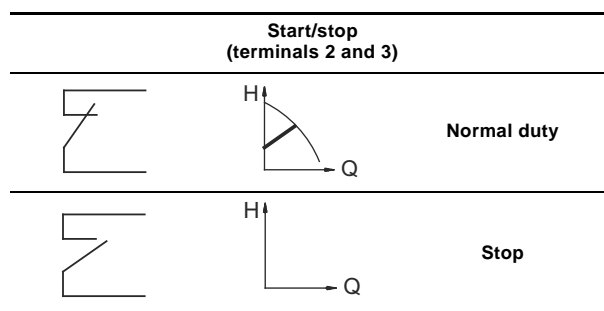 Start/stop
(terminals 2 and 3)
H
Q
Normal duty
H
Q
Stop